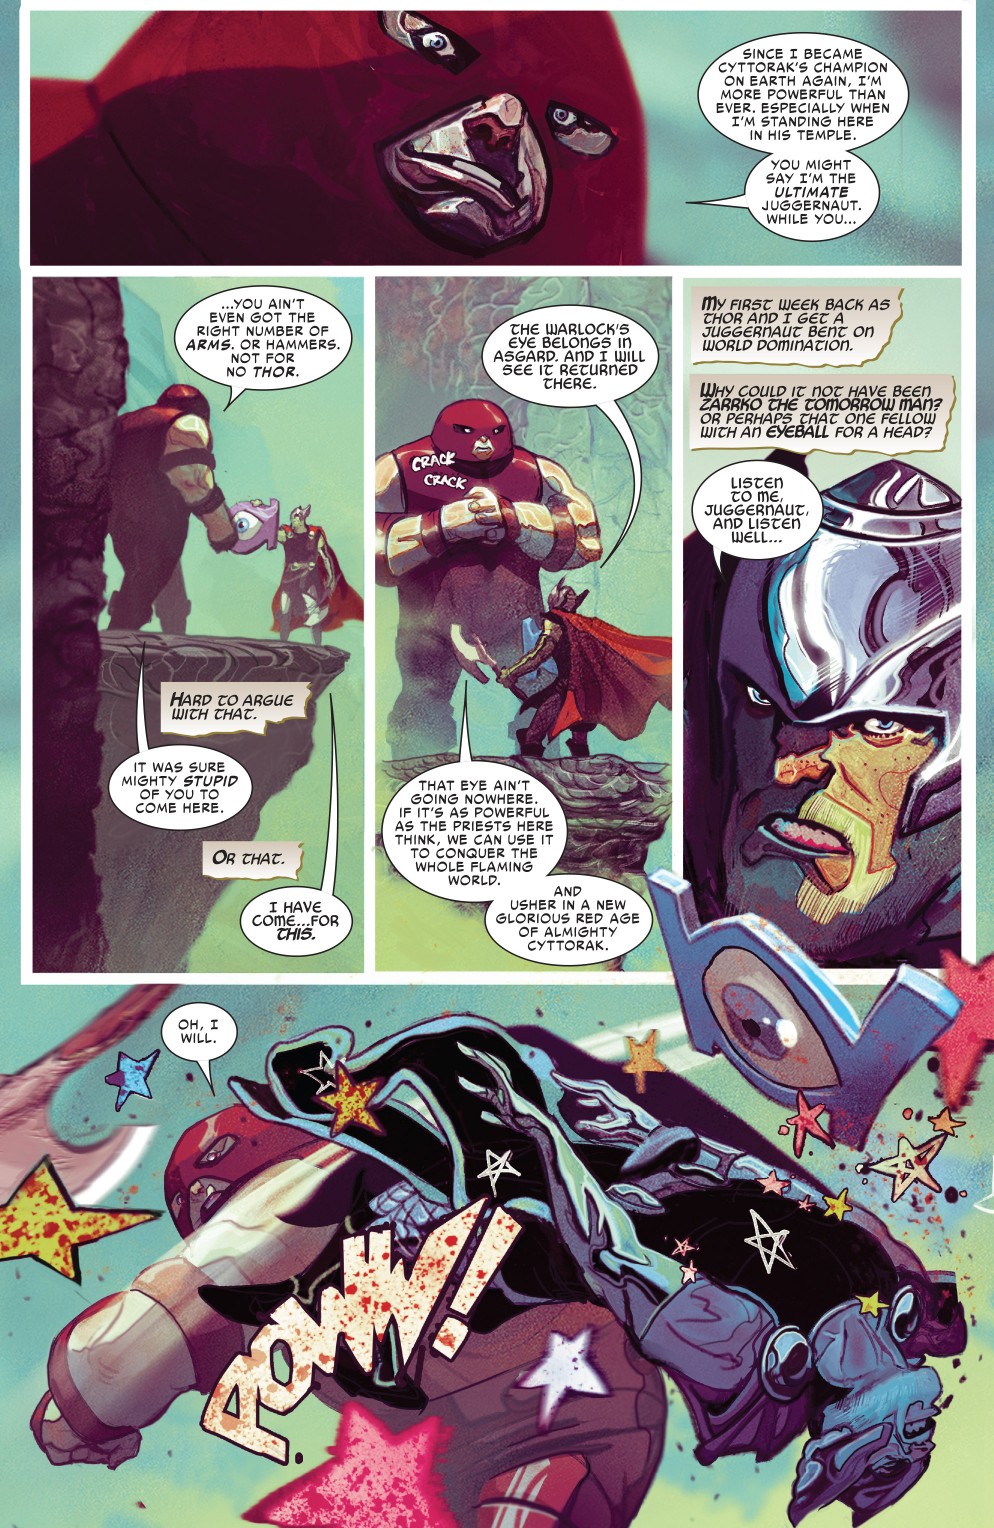 SINCE I BECAME
CYTTORAK'S CHAMPION
ON EARTH AGAIN, I'M
MORE POWERFUL THAN
EVER. ESPECIALLY WHEN
I'M STANDING HERE
IN HIS TEMPLE.
YOU MIGHT
SAY I'M THE
ULTIMATE
JUGGERNAUT.
WHILE YOU...
...YOU AIN'T
EVEN GOT THE
RIGHT NUMBER OF
ARMS. OR HAMMERS.
NOT FOR
NO THOR.
HARD TO ARGUE
WITH THAT.
IT WAS SURE
MIGHTY STUPID
OF YOU TO
COME HERE.
OR THAT.
I HAVE
COME...FOR
THIS.
THE WARLOCK'S
EYE BELONGS IN
ASGARD. AND I WILL
SEE IT RETURNED
THERE.
CRACK
CRACK
THAT EYE AIN'T
GOING NOWHERE.
IF IT'S AS POWERFUL
AS THE PRIESTS HERE
THINK, WE CAN USE IT
TO CONQUER THE
WHOLE FLAMING
WORLD.
AND
USHER IN A NEW
GLORIOUS RED AGE
OF ALMIGHTY
CYTTORAK.
MY FIRST WEEK BACK AS
THOR AND I GET A
JUGGERNAUT BENT ON
WORLD DOMINATION.
WHY COULD IT NOT HAVE BEEN
ZARRKO THE TOMORROW MAN?
OR PERHAPS THAT ONE FELLOW
WITH AN EYEBALL FOR A HEAD?
LISTEN
TO ME,
JUGGERNAUT,
AND LISTEN
WELL...
OH, I
WILL.
POWW!!